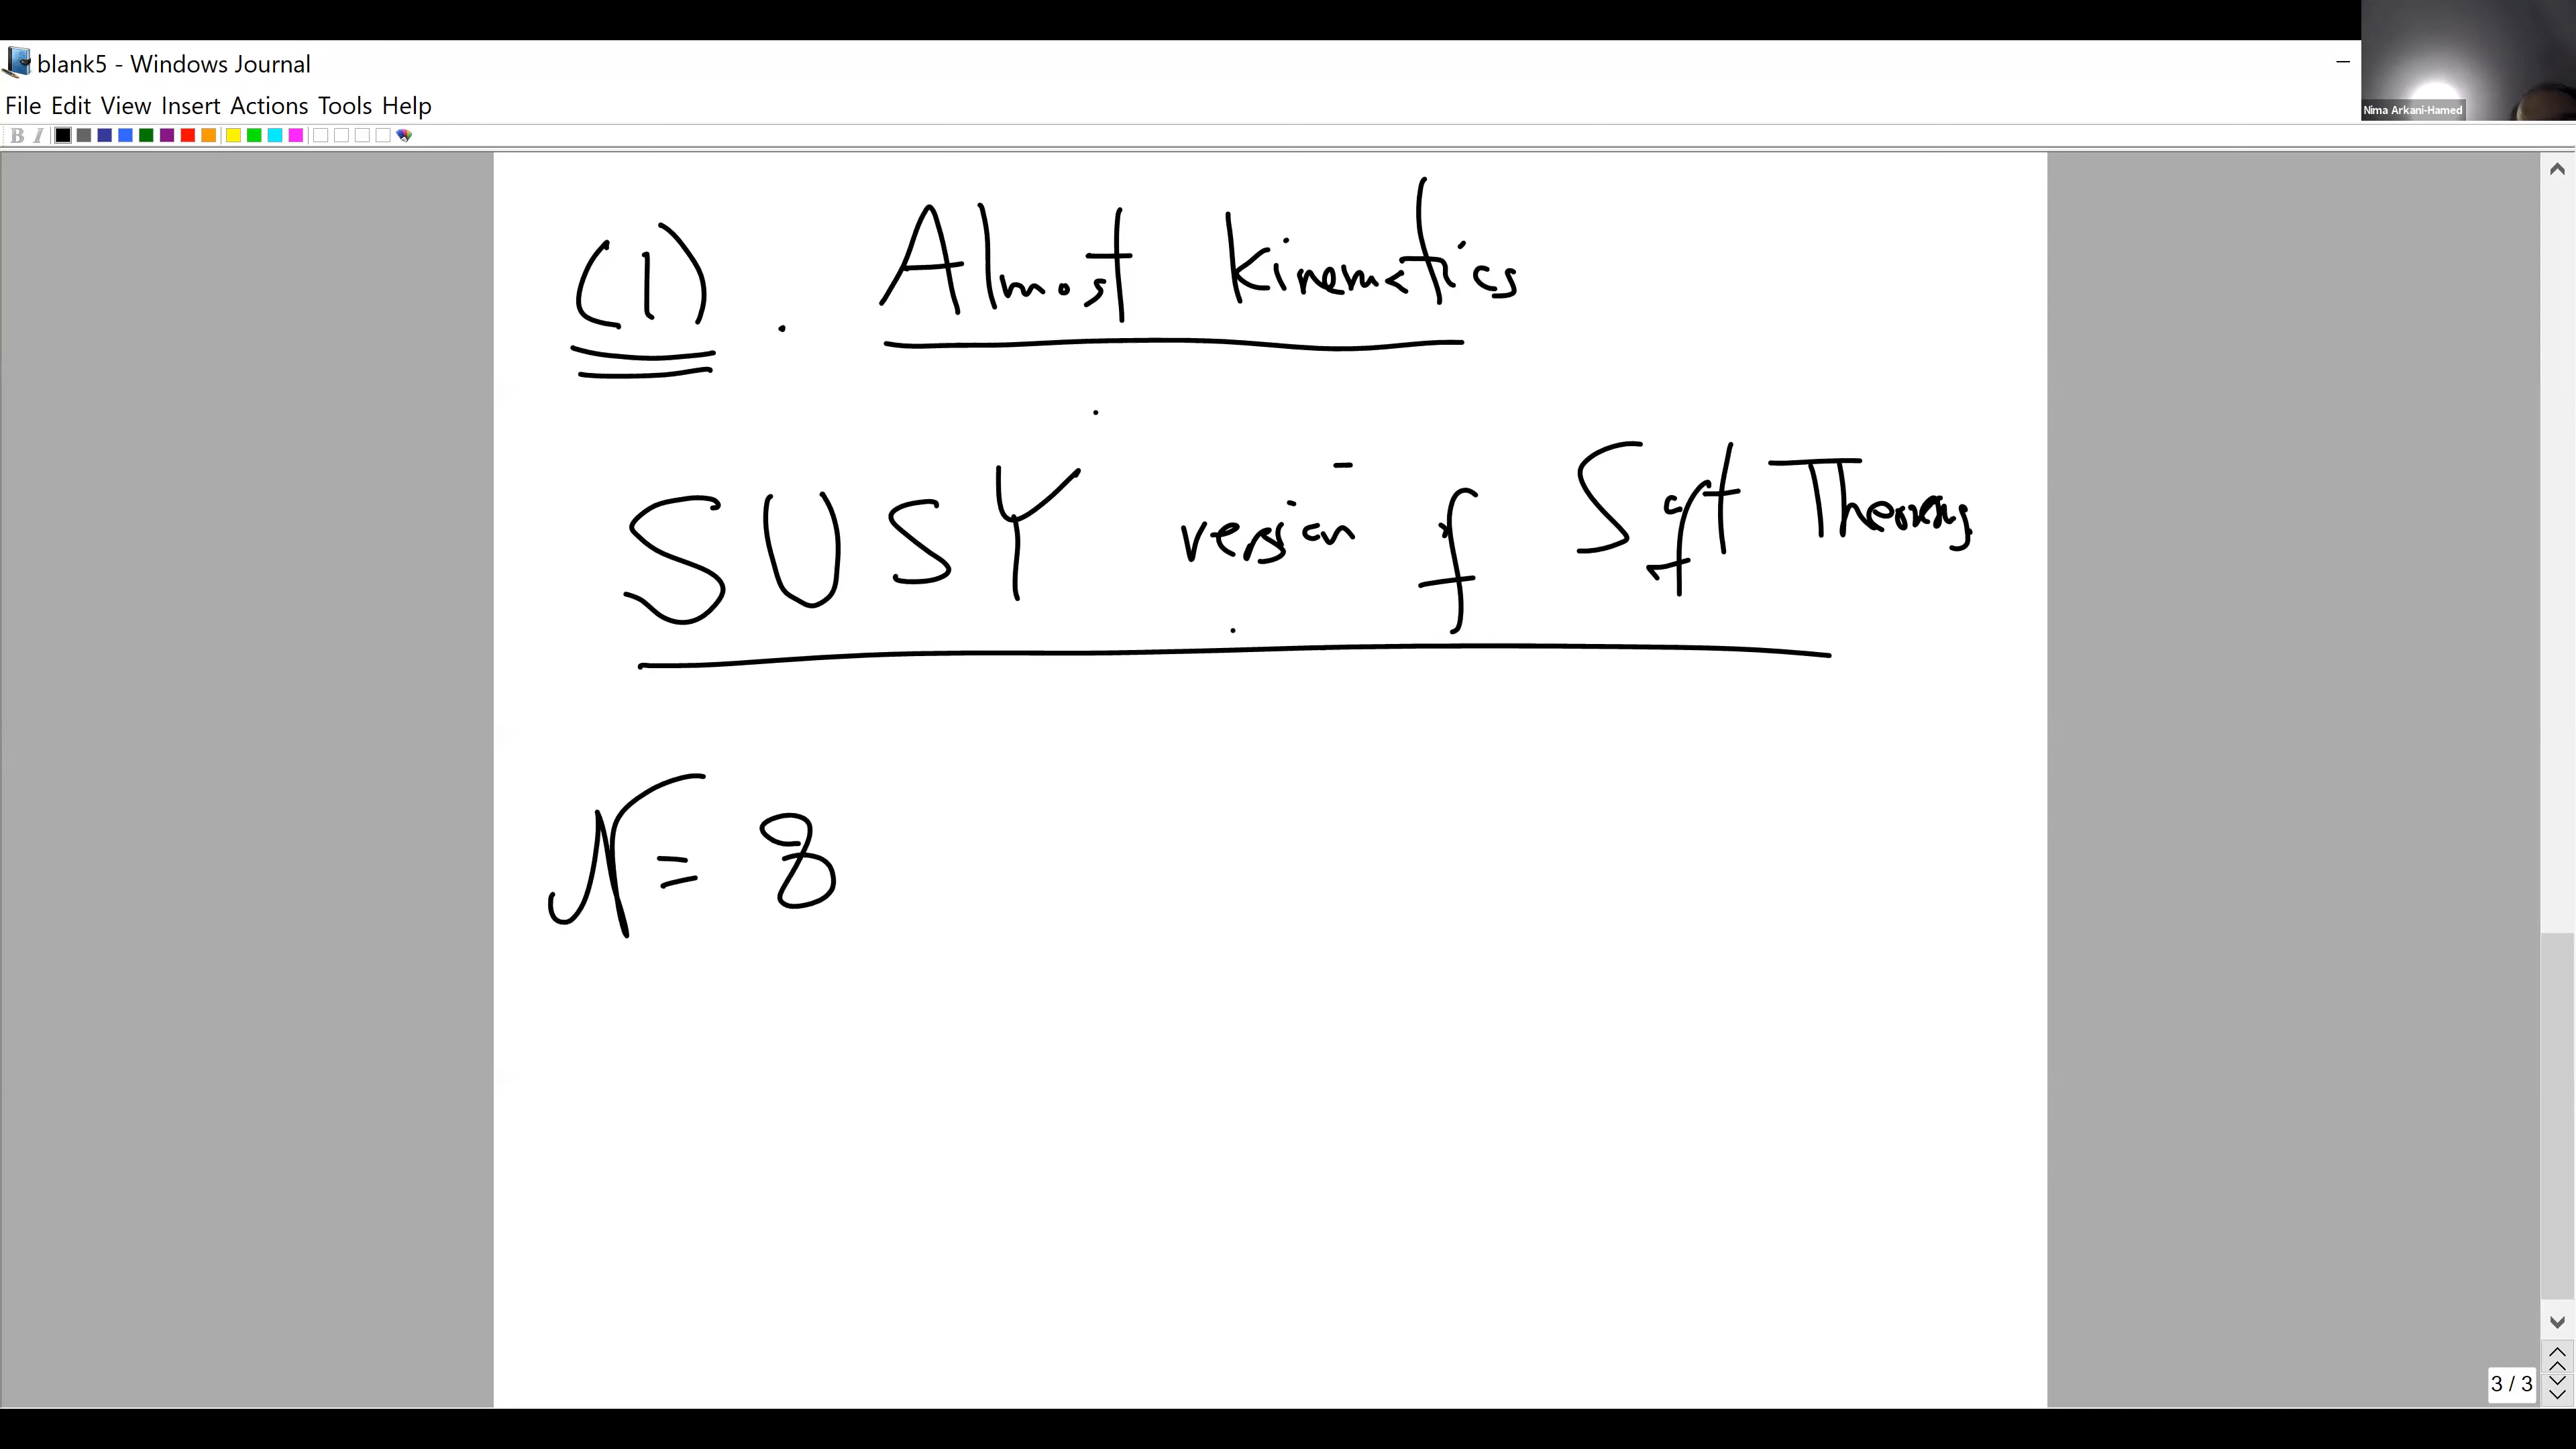 blank5 - Windows Journal
File Edit View Insert Actions Tools Help
B I
Nima Arkani-Hamed
(1). Almost Kinematics
SUSY version of Soft Theorems
N = 8
3 / 3